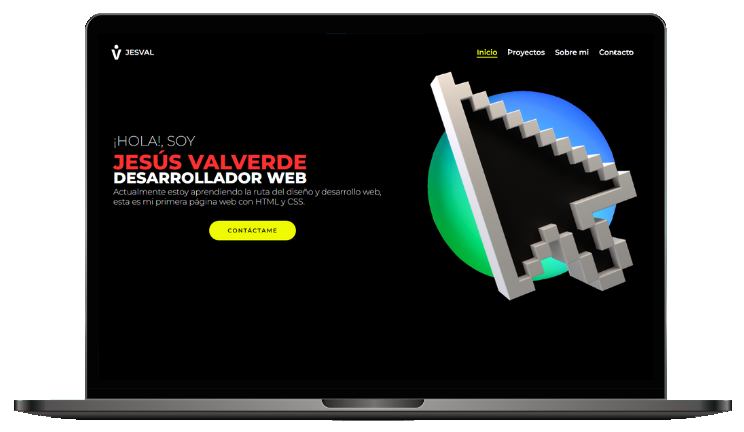 JESVAL
Inicio Proyectos Sobre mi Contacto
¡HOLA!, SOY
JESÚS VALVERDE
DESARROLLADOR WEB
Actualmente estoy aprendiendo la ruta del diseño y desarrollo web,
esta es mi primera página web con HTML y CSS.
CONTÁCTAME